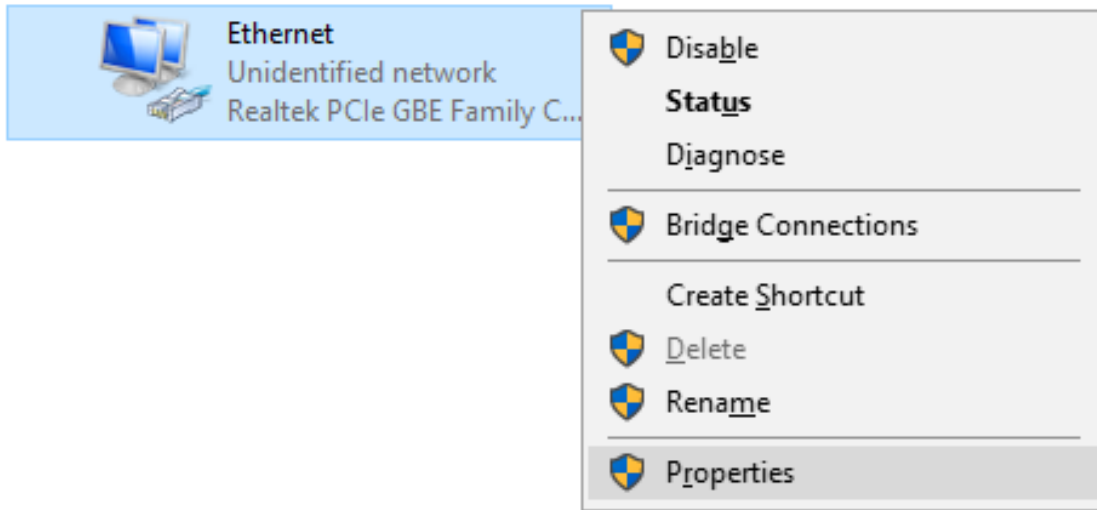 Ethernet
Unidentified network
Realtek PCIe GBE Family C...
Disable
Status
Diagnose
Bridge Connections
Create Shortcut
Delete
Rename
Properties